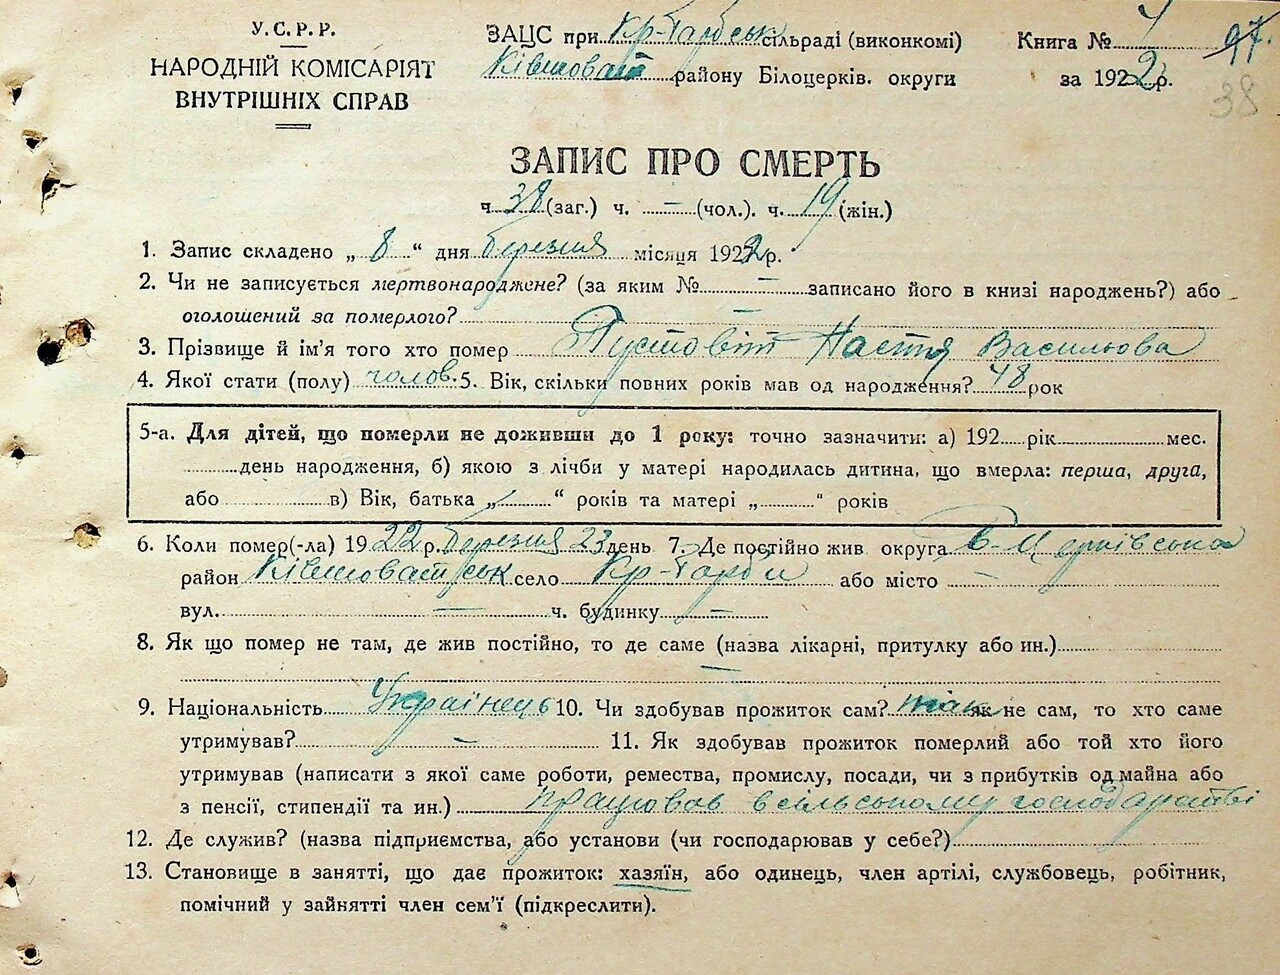 У.С.Р.Р.
НАРОДНІЙ КОМІСАРІЯТ
ВНУТРІШНІХ СПРАВ
ЗАЦС при Кр-Гарбськ сільраді (виконкомі)
Ківшоват району Білоцерків. округи
Книга №
97.
за 1922 р.
38
ЗАПИС ПРО СМЕРТЬ
ч. 38 (заг.) ч. — (чол.). ч. 19 (жін.)
1. Запис складено „ 8 “ дня березня місяця 1922 р.
2. Чи не записується мертвонароджене? (за яким № — записано його в книзі народжень?) або
оголошений за померлого? —
3. Прізвище й ім'я того хто помер Пустовіт Настя Васильова
4. Якої стати (полу) чолов. 5. Вік, скільки повних років мав од народження? 48 рок
5-а. Для дітей, що померли не доживши до 1 року: точно зазначити: а) 192 рік мес.
день народження, б) якою з лічби у матері народилась дитина, що вмерла: перша, друга,
або в) Вік, батька „ “ років та матері „ “ років
6. Коли помер(-ла) 1922 р. березня 23 день 7. Де постійно жив округа Б-Церківська
район Ківшоватськ село Кр-Гарби або місто —
вул. — ч. будинку —
8. Як що помер не там, де жив постійно, то де саме (назва лікарні, притулку або ин.)
—
9. Національність Українець 10. Чи здобував прожиток сам? так як не сам, то хто саме
утримував? — 11. Як здобував прожиток померлий або той хто його
утримував (написати з якої саме роботи, ремества, промислу, посади, чи з прибутків од майна або
з пенсії, стипендії та ин.) працював в сільському господарстві
12. Де служив? (назва підприємства, або установи (чи господарював у себе?)
13. Становище в занятті, що дає прожиток: хазяїн, або одинець, член артілі, службовець, робітник,
помічний у зайнятті член сем'ї (підкреслити).